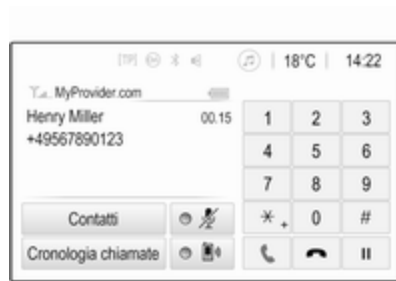 [TP] 18°C 14:22
MyProvider.com
Henry Miller 00.15
+49567890123
1 2 3
4 5 6
7 8 9
* + 0 #
Contatti
Cronologia chiamate